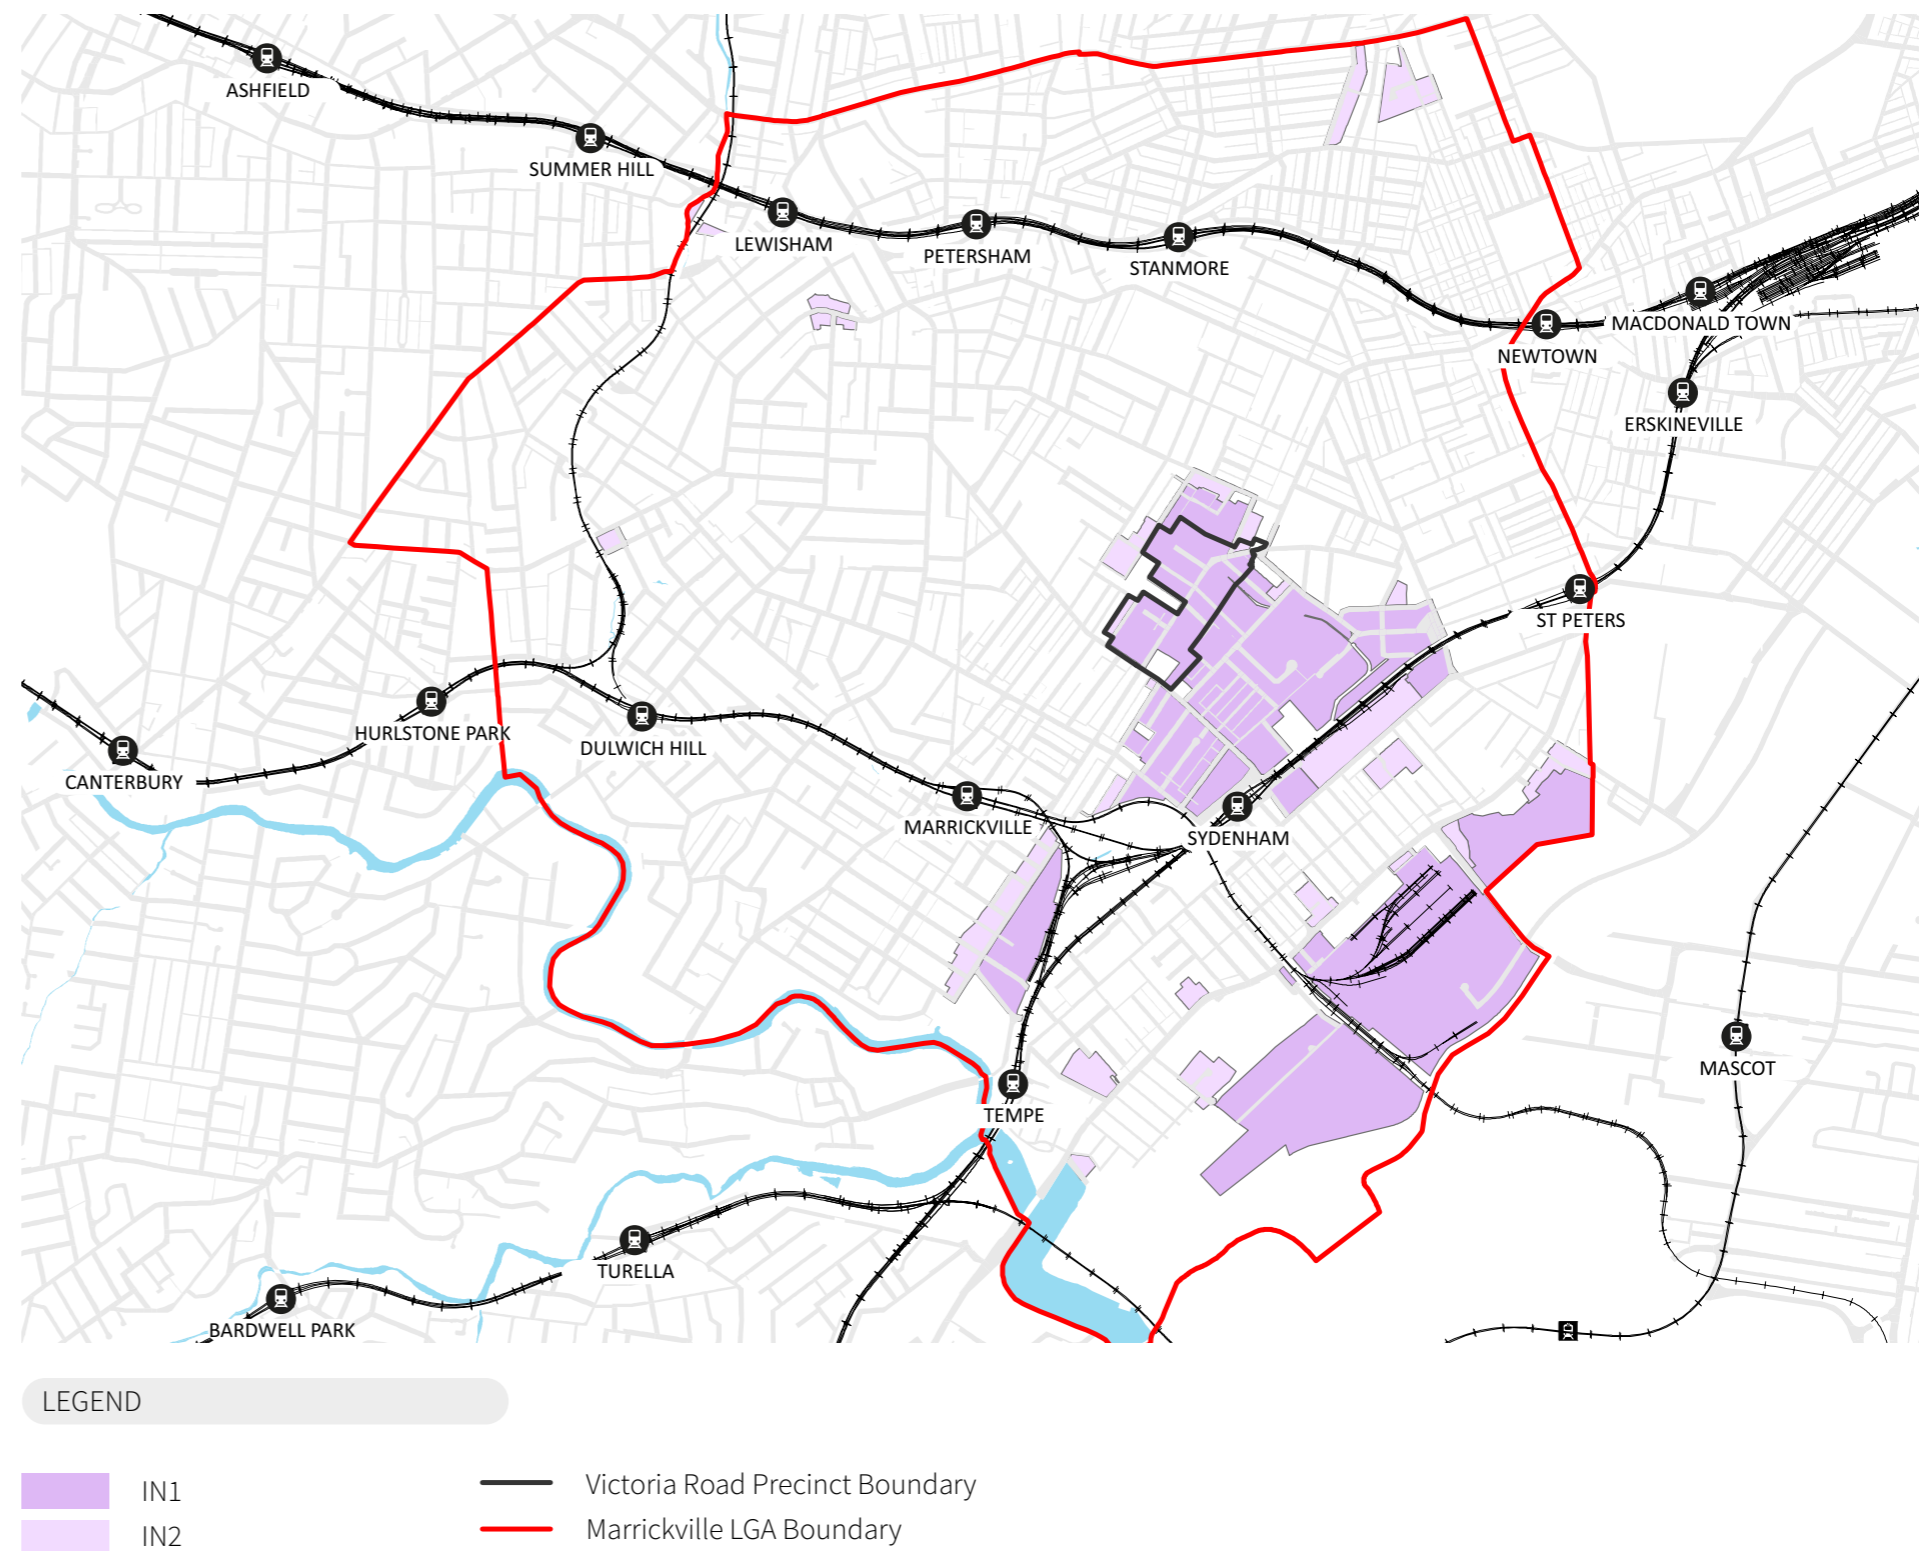 ASHFIELD
SUMMER HILL
LEWISHAM
PETERSHAM
STANMORE
MACDONALD TOWN
NEWTOWN
ERSKINEVILLE
ST PETERS
HURLSTONE PARK
DULWICH HILL
CANTERBURY
MARRICKVILLE
SYDENHAM
MASCOT
TEMPE
TURELLA
BARDWELL PARK
LEGEND
IN1
IN2
Victoria Road Precinct Boundary
Marrickville LGA Boundary